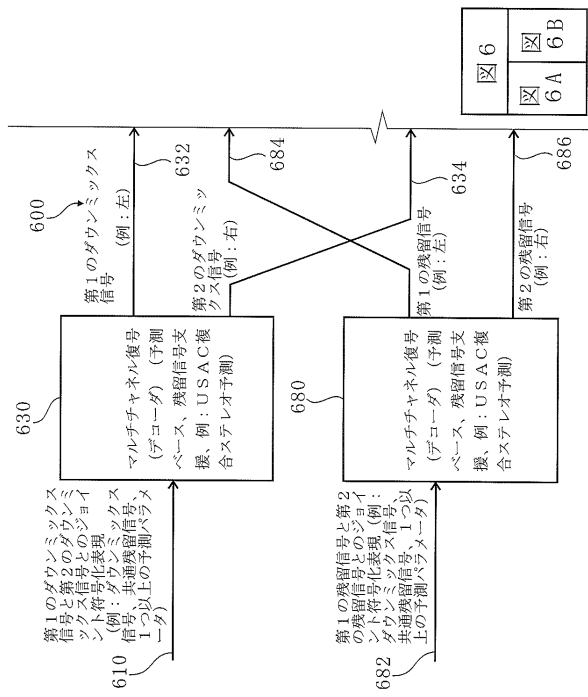 600
第1のダウンミックス
信号
(例：左)
632
第2のダウンミッ
クス信号
(例：右)
684
630
マルチチャネル復号
(デコーダ) (予測
ベース、残留信号支
援、例：USAC複
合ステレオ予測)
第1のダウンミックス
信号と第2のダウンミ
ックス信号とのジョイ
ント符号化表現
(例：ダウンミックス
信号、共通残留信号、
1つ以上の予測パラメ
ータ)
610
634
第1の残留信号
(例：左)
第2の残留信号
(例：右)
686
680
マルチチャネル復号
(デコーダ) (予測
ベース、残留信号支
援、例：USAC複
合ステレオ予測)
第1の残留信号と第2
の残留信号とのジョイ
ント符号化表現 (例：
ダウンミックス信号、
共通残留信号、1つ以
上の予測パラメータ)
682
図6
図
6A
図
6B